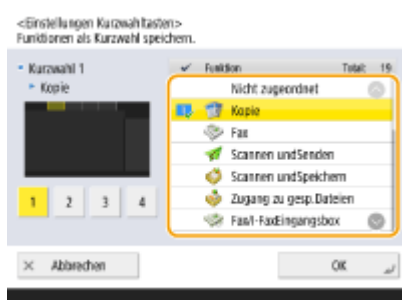 <Einstellungen Kurzwahltasten>
Funktionen als Kurzwahl speichern.
Kurzwahl 1
Kopie
Funktion Total: 19
Nicht zugeordnet
Kopie
Fax
Scannen undSenden
Scannen undSpeichern
Zugang zu gesp.Dateien
Fax/I-FaxEingangsbox
1 2 3 4
Abbrechen OK